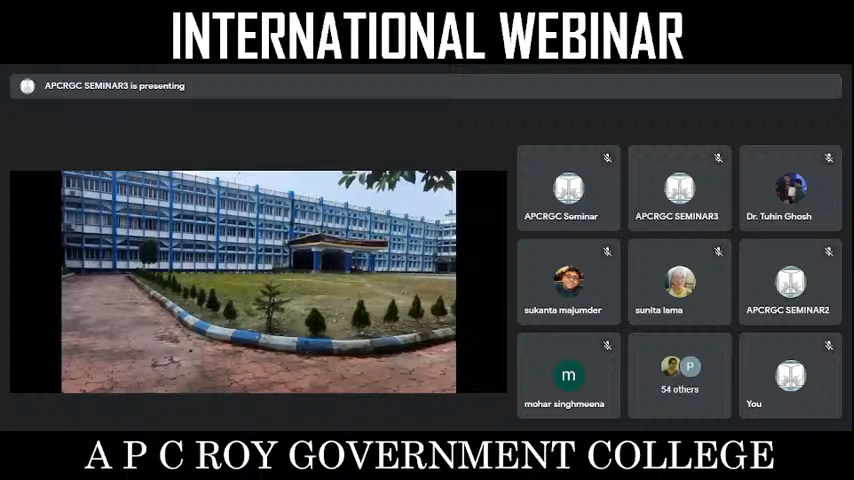 INTERNATIONAL WEBINAR
APCRGC SEMINAR3 is presenting
APCRGC Seminar
APCRGC SEMINAR3
Dr. Tuhin Ghosh
sukanta majumder
sunita lama
APCRGC SEMINAR2
m
P
mohar singhmeena
54 others
You
A P C ROY GOVERNMENT COLLEGE